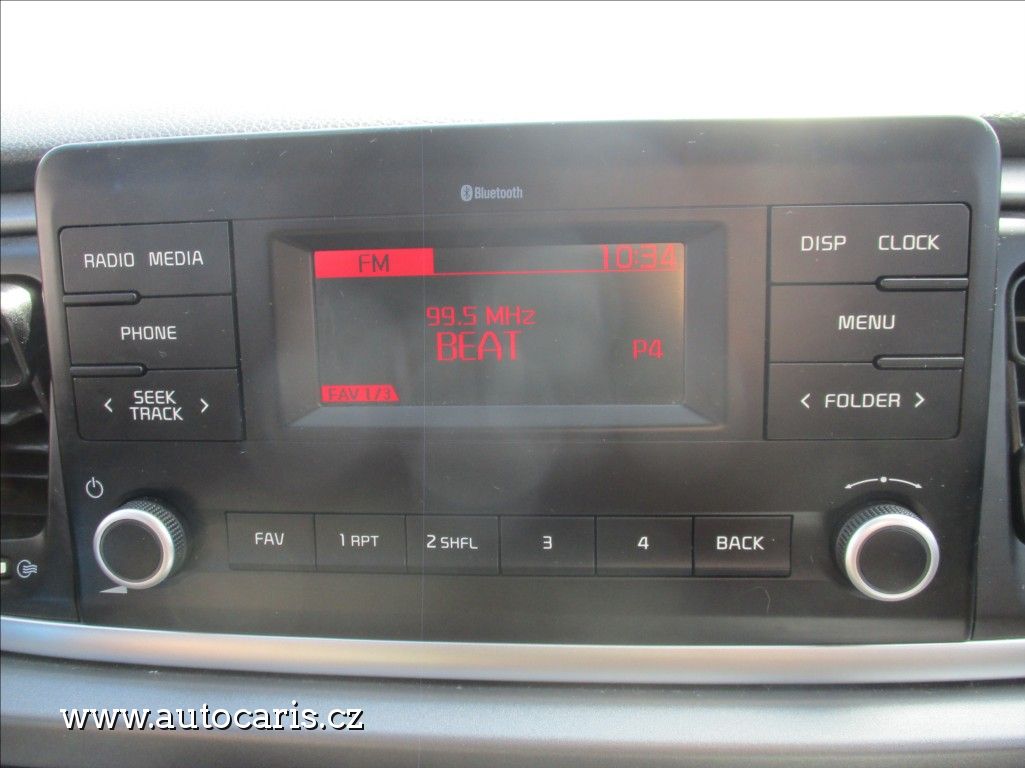 Bluetooth
RADIO MEDIA
DISP CLOCK
FM 10:34
PHONE
99.5 MHz
MENU
BEAT P4
FAV 1/3
< SEEK TRACK >
< FOLDER >
FAV 1 RPT 2 SHFL 3 4 BACK
www.autocaris.cz